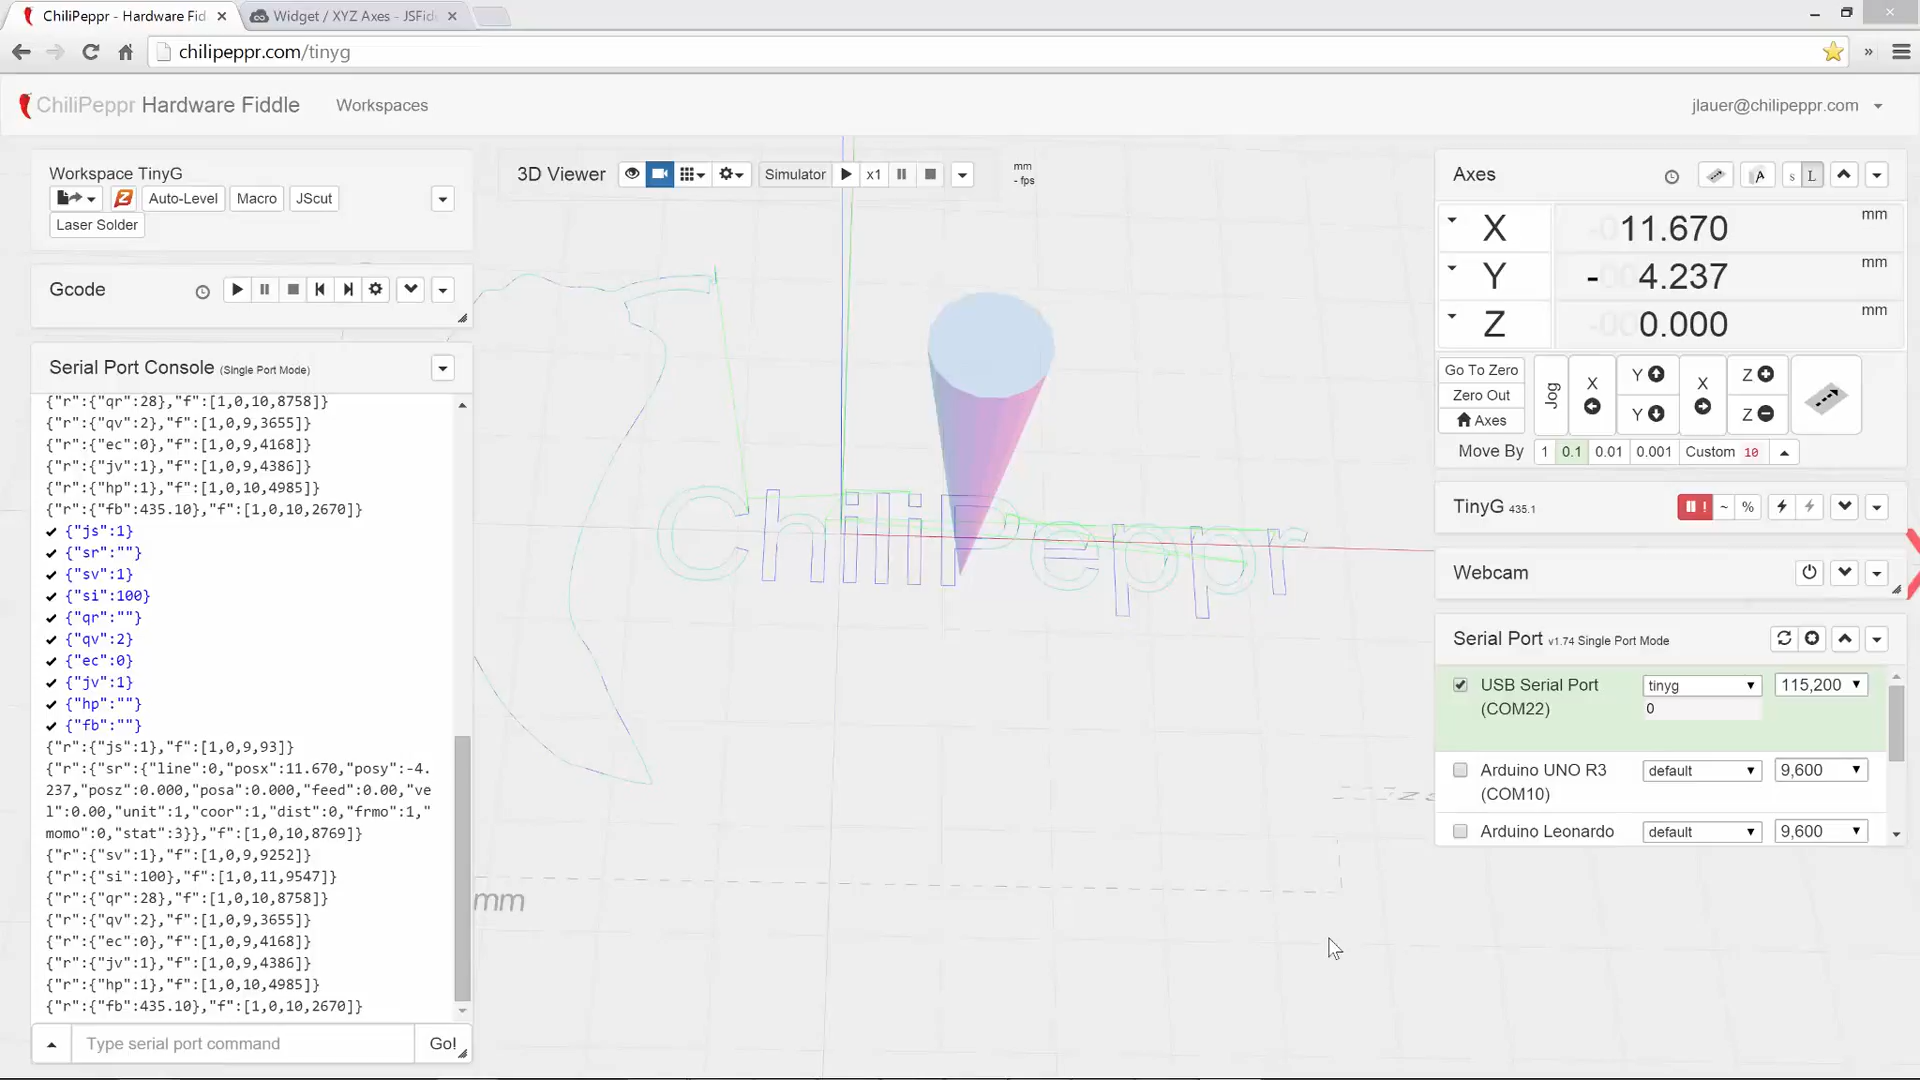 ChiliPeppr - Hardware Fid
Widget / XYZ Axes - JSFid
chilipeppr.com/tinyg
ChiliPeppr Hardware Fiddle
Workspaces
jlauer@chilipeppr.com
Workspace TinyG
Auto-Level
Macro
JScut
Laser Solder
Gcode
Serial Port Console (Single Port Mode)
{"r":{"qr":28},"f":[1,0,10,8758]}
{"r":{"qv":2},"f":[1,0,9,3655]}
{"r":{"ec":0},"f":[1,0,9,4168]}
{"r":{"jv":1},"f":[1,0,9,4386]}
{"r":{"hp":1},"f":[1,0,10,4985]}
{"r":{"fb":435.10},"f":[1,0,10,2670]}
{"js":1}
{"sr":""}
{"sv":1}
{"si":100}
{"qr":""}
{"qv":2}
{"ec":0}
{"jv":1}
{"hp":""}
{"fb":""}
{"r":{"js":1},"f":[1,0,9,93]}
{"r":{"sr":{"line":0,"posx":11.670,"posy":-4.
237,"posz":0.000,"posa":0.000,"feed":0.00,"ve
l":0.00,"unit":1,"coor":1,"dist":0,"frmo":1,"
momo":0,"stat":3}},"f":[1,0,10,8769]}
{"r":{"sv":1},"f":[1,0,9,9252]}
{"r":{"si":100},"f":[1,0,11,9547]}
{"r":{"qr":28},"f":[1,0,10,8758]}
{"r":{"qv":2},"f":[1,0,9,3655]}
{"r":{"ec":0},"f":[1,0,9,4168]}
{"r":{"jv":1},"f":[1,0,9,4386]}
{"r":{"hp":1},"f":[1,0,10,4985]}
{"r":{"fb":435.10},"f":[1,0,10,2670]}
Type serial port command
Go!
3D Viewer
Simulator
x1
mm
- fps
ChiliPeppr
mm
Axes
A
s L
X -0011.670 mm
Y -004.237 mm
Z -000.000 mm
Go To Zero
Zero Out
Axes
Jog
X
Y
Y
X
Z
Z
Move By
1
0.1
0.01
0.001
Custom 10
TinyG 435.1
! ~ %
Webcam
Serial Port v1.74 Single Port Mode
USB Serial Port
(COM22)
tinyg
0
115,200
Arduino UNO R3
(COM10)
default
9,600
Arduino Leonardo
default
9,600